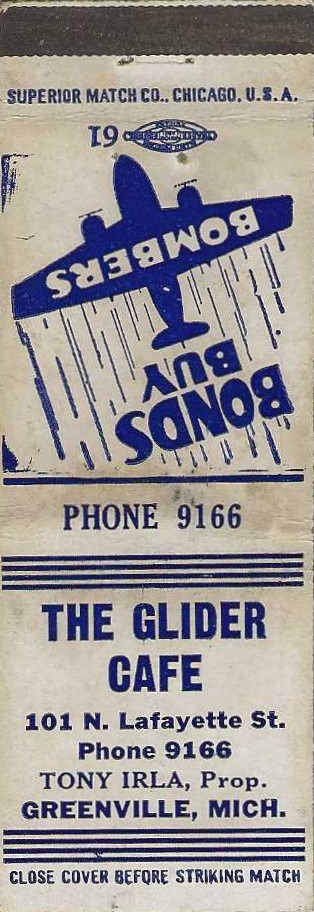 SUPERIOR MATCH CO., CHICAGO, U.S.A.
19
BONDS
BUY
BOMBERS
PHONE 9166
THE GLIDER
CAFE
101 N. Lafayette St.
Phone 9166
TONY IRLA, Prop.
GREENVILLE, MICH.
CLOSE COVER BEFORE STRIKING MATCH